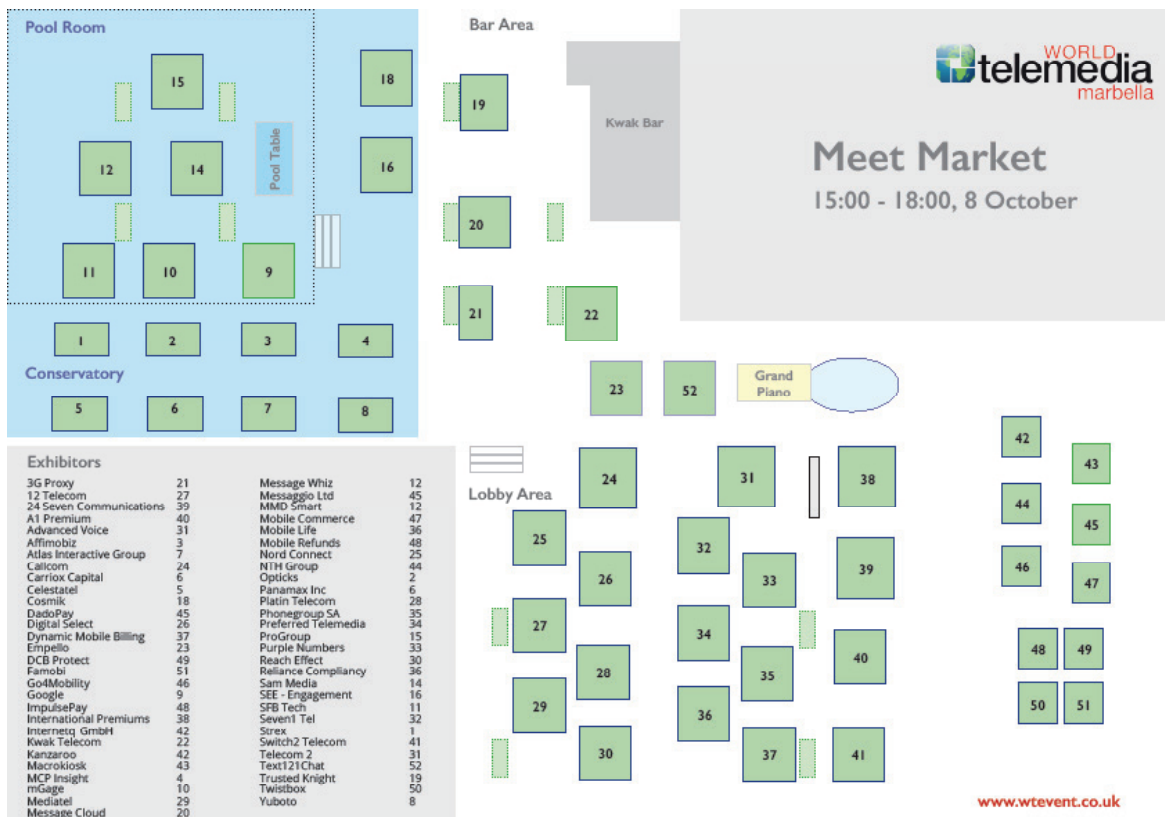 Pool Room
Bar Area
WORLD
telemedia
marbella
Meet Market
15:00 - 18:00, 8 October
Kwak Bar
Pool Table
15
18
19
12
14
16
20
11
10
9
21
22
1
2
3
4
Conservatory
5
6
7
8
23
52
Grand
Piano
Exhibitors
3G Proxy 21
12 Telecom 27
24 Seven Communications 39
A1 Premium 40
Advanced Voice 31
Affimobiz 3
Atlas Interactive Group 7
Callcom 24
Carriox Capital 6
Celestatel 5
Cosmik 18
DadoPay 45
Digital Select 26
Dynamic Mobile Billing 37
Empello 23
DCB Protect 49
Famobi 51
Go4Mobility 46
Google 9
ImpulsePay 48
International Premiums 38
Internetq GmbH 42
Kwak Telecom 22
Kanzaroo 42
Macrokiosk 43
MCP Insight 4
mGage 10
Mediatel 29
Message Cloud 20
Message Whiz 12
Messaggio Ltd 45
MMD Smart 12
Mobile Commerce 47
Mobile Life 36
Mobile Refunds 48
Nord Connect 25
NTH Group 44
Opticks 2
Panamax Inc 6
Platin Telecom 28
Phonegroup SA 35
Preferred Telemedia 34
ProGroup 15
Purple Numbers 33
Reach Effect 30
Reliance Compliancy 36
Sam Media 14
SEE - Engagement 16
SFB Tech 11
Seven1 Tel 32
Strex 1
Switch2 Telecom 41
Telecom 2 31
Text121Chat 52
Trusted Knight 19
Twistbox 50
Yuboto 8
Lobby Area
24
31
38
42
43
44
45
46
47
25
32
26
33
39
27
34
28
35
40
48
49
29
36
50
51
30
37
41
www.wtevent.co.uk